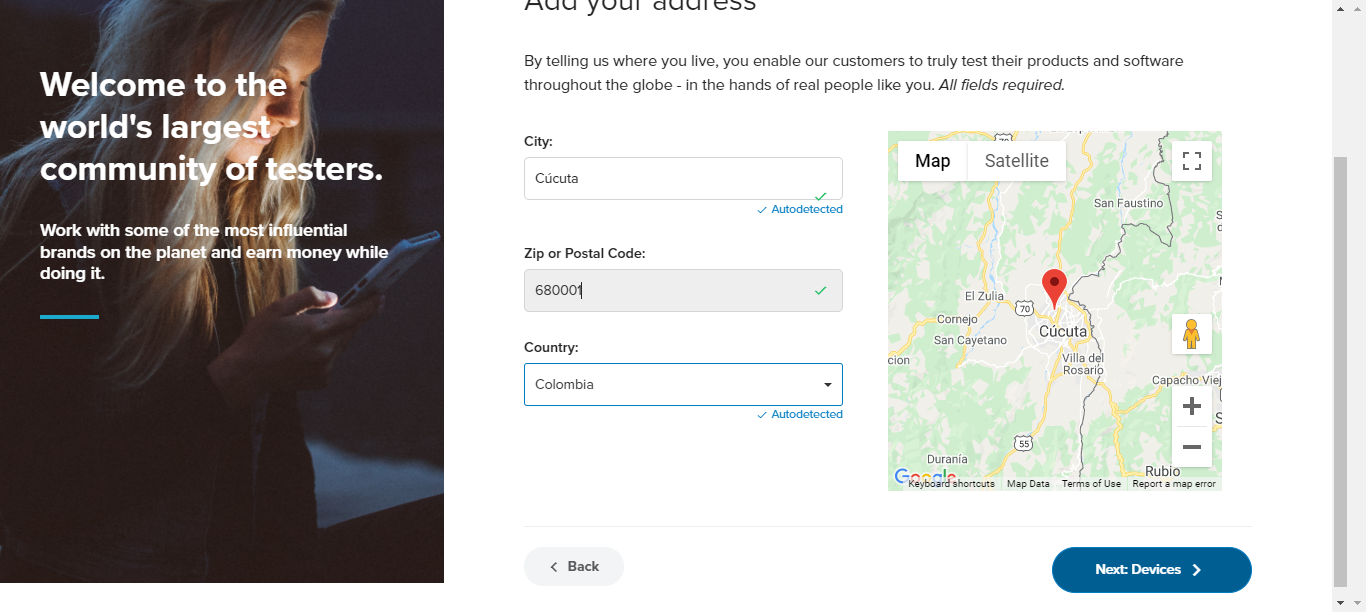 Add your address
Welcome to the
world's largest
community of testers.
Work with some of the most influential
brands on the planet and earn money while
doing it.
By telling us where you live, you enable our customers to truly test their products and software
throughout the globe - in the hands of real people like you. All fields required.
City:
Cúcuta
Autodetected
Zip or Postal Code:
680001
Country:
Colombia
Autodetected
Map
Satellite
70
San Faustino
El Zulia
70
Cornejo
Cúcuta
San Cayetano
cion
Villa del
Rosario
Capacho Viej
55
Duranía
Rubio
Google
Keyboard shortcuts
Map Data
Terms of Use
Report a map error
Back
Next: Devices